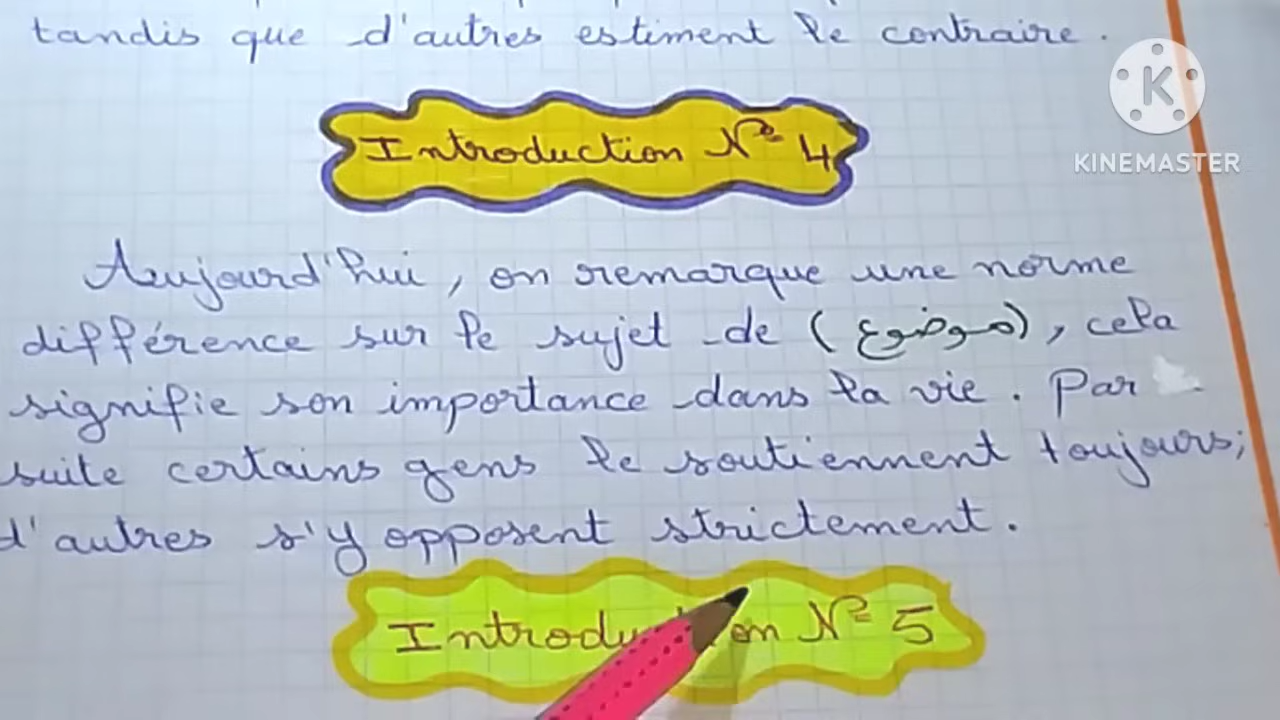 tandis que d'autres estiment le contraire.
KINEMASTER
Introduction N° 4
Aujourd'hui, on remarque une norme
différence sur le sujet de (موضوع), cela
signifie son importance dans la vie. Par
suite certains gens le soutiennent toujours;
d'autres s'y opposent strictement.
Introduction N° 5